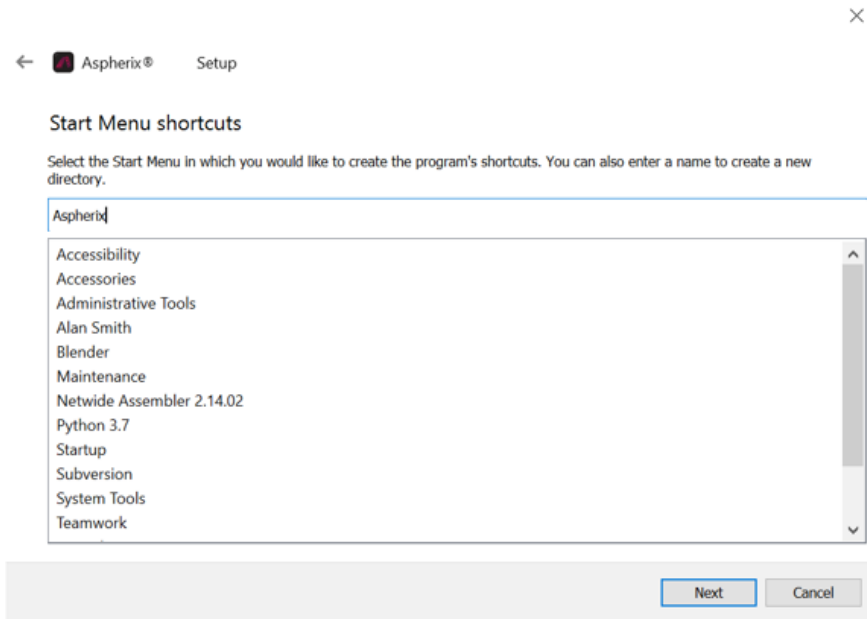 Aspherix® Setup
Start Menu shortcuts
Select the Start Menu in which you would like to create the program's shortcuts. You can also enter a name to create a new
directory.
Aspherix
Accessibility
Accessories
Administrative Tools
Alan Smith
Blender
Maintenance
Netwide Assembler 2.14.02
Python 3.7
Startup
Subversion
System Tools
Teamwork
Next Cancel